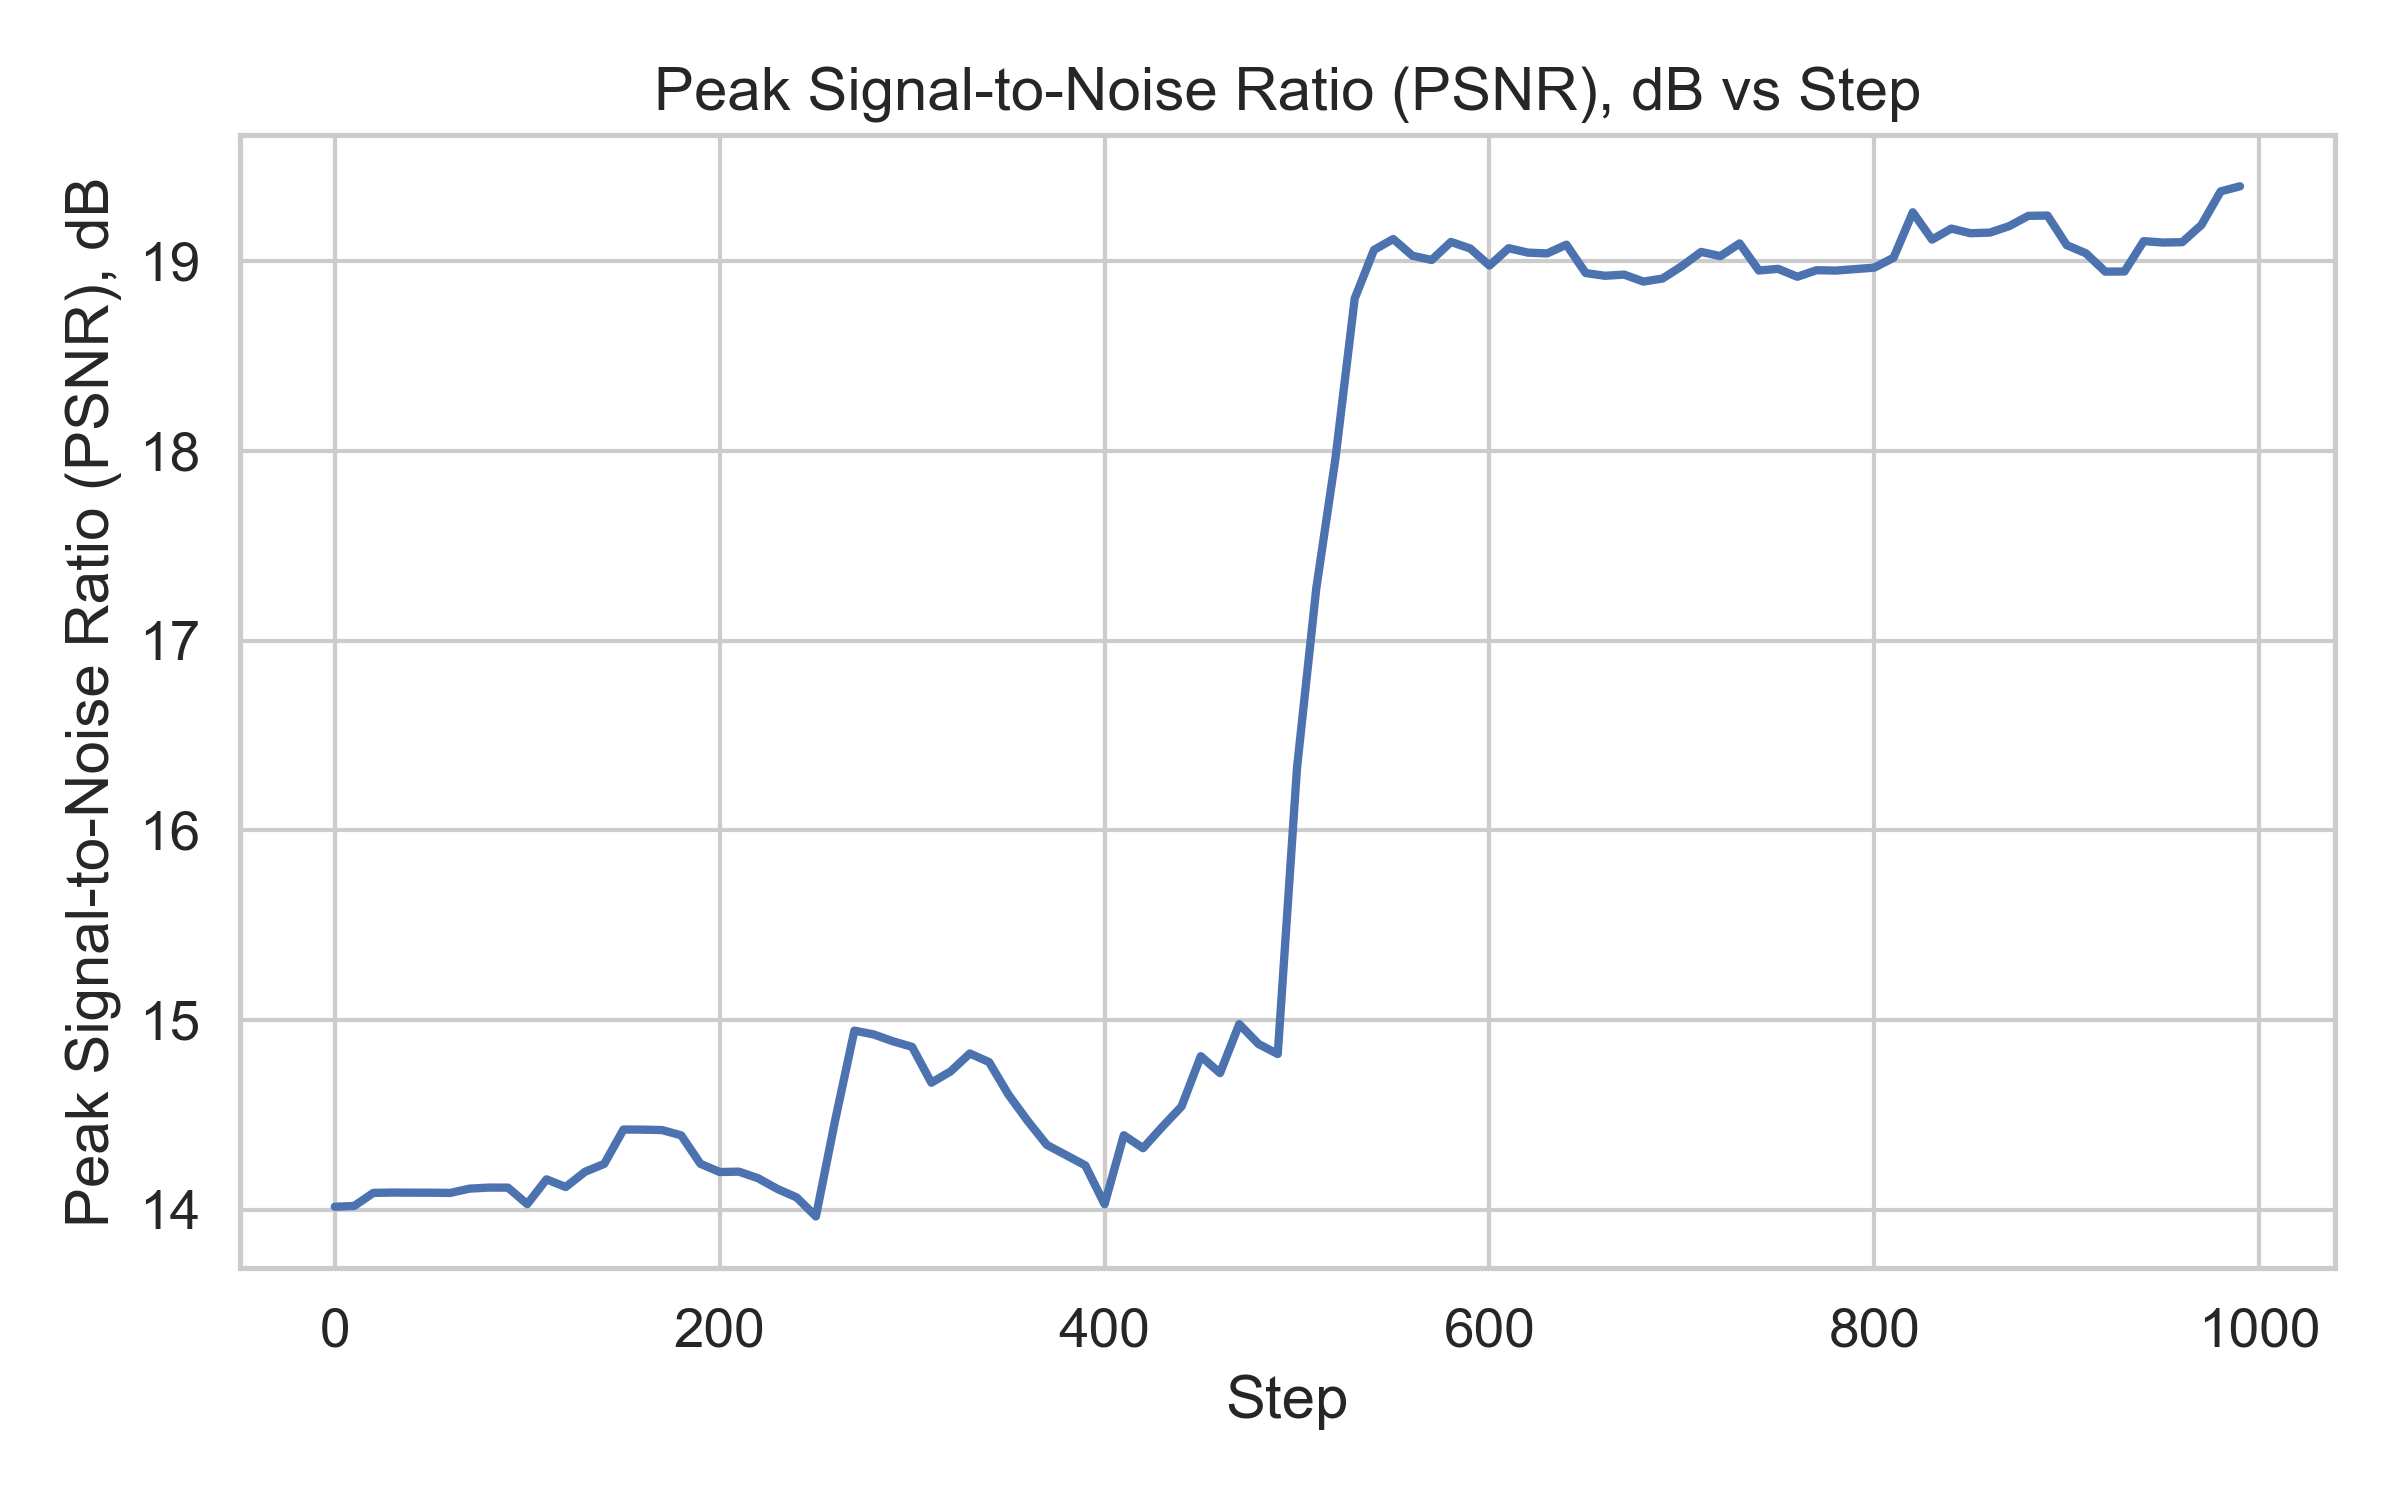 Peak Signal-to-Noise Ratio (PSNR), dB vs Step
Peak Signal-to-Noise Ratio (PSNR), dB
19
18
17
16
15
14
0 200 400 600 800 1000
Step